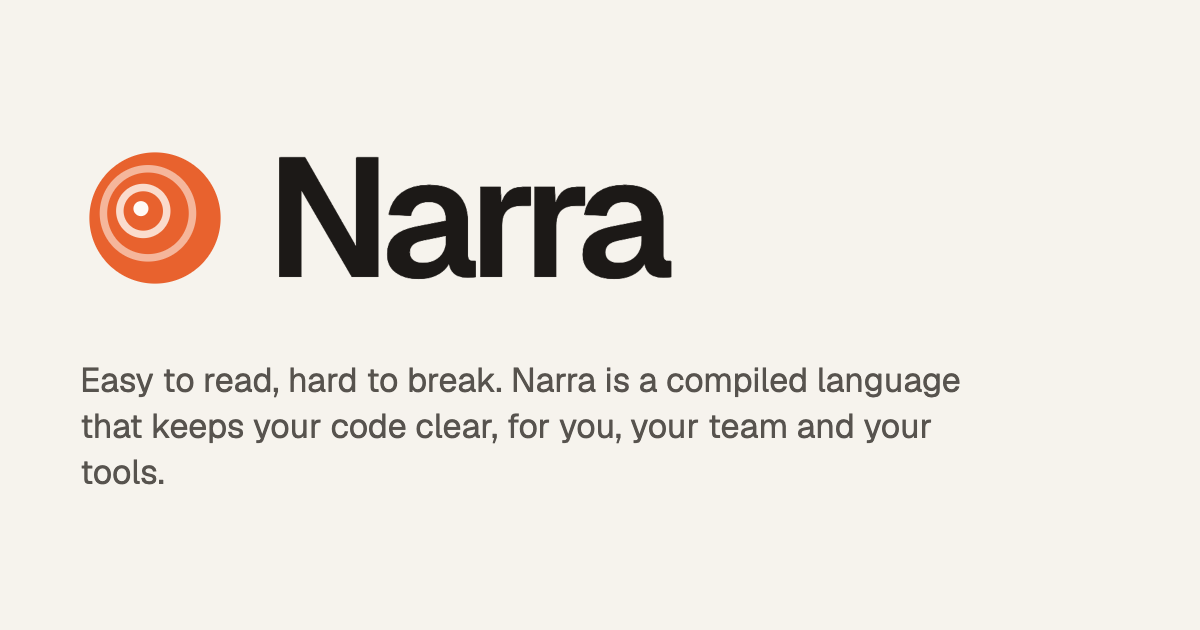 Narra
Easy to read, hard to break. Narra is a compiled language
that keeps your code clear, for you, your team and your
tools.